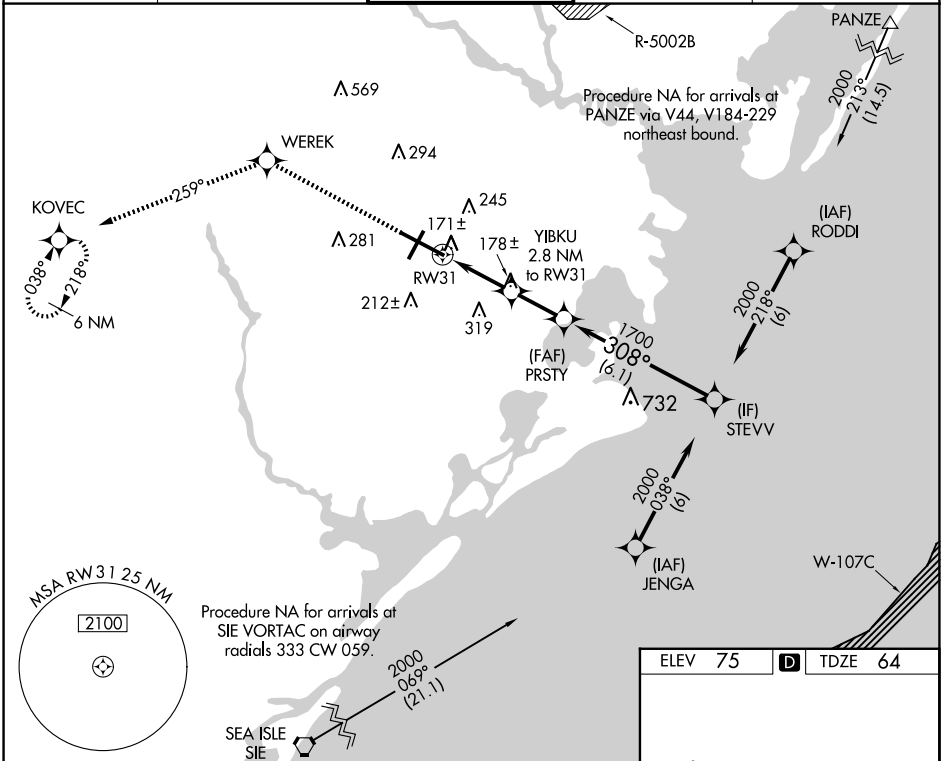 PANZE
R-5002B
2000
213°
(14.5)
Procedure NA for arrivals at
PANZE via V44, V184-229
northeast bound.
569
WEREK
294
259°
KOVEC
245
(IAF)
RODDI
171±
281
178±
YIBKU
2.8 NM
to RW31
RW31
038°
218°
6 NM
212±
319
2000
218°
(6)
1700
308°
(6.1)
(FAF)
PRSTY
732
(IF)
STEVV
2000
038°
(6)
(IAF)
JENGA
W-107C
MSA RW31 25 NM
2100
Procedure NA for arrivals at
SIE VORTAC on airway
radials 333 CW 059.
2000
069°
(21.1)
SEA ISLE
SIE
ELEV 75 D TDZE 64